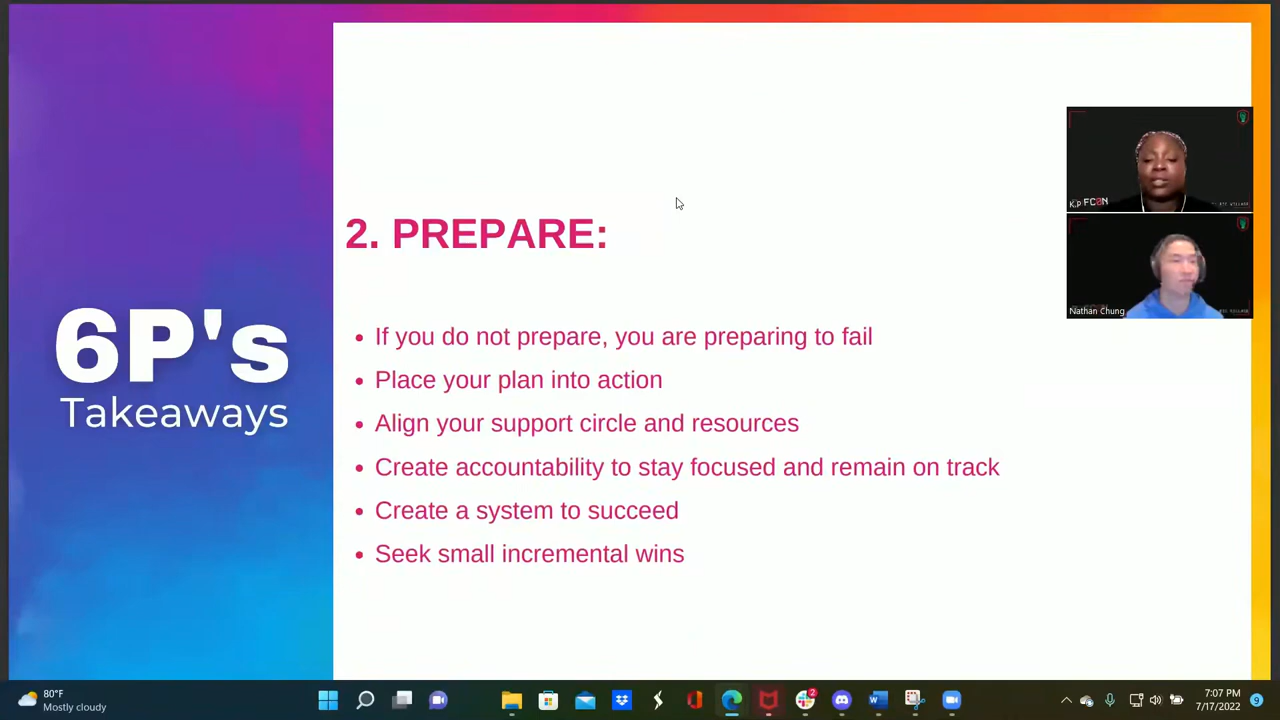 2. PREPARE:
6P's
Takeaways
• If you do not prepare, you are preparing to fail
• Place your plan into action
• Align your support circle and resources
• Create accountability to stay focused and remain on track
• Create a system to succeed
• Seek small incremental wins
K.P
Nathan Chung
80°F
Mostly cloudy
2
7:07 PM
7/17/2022
9